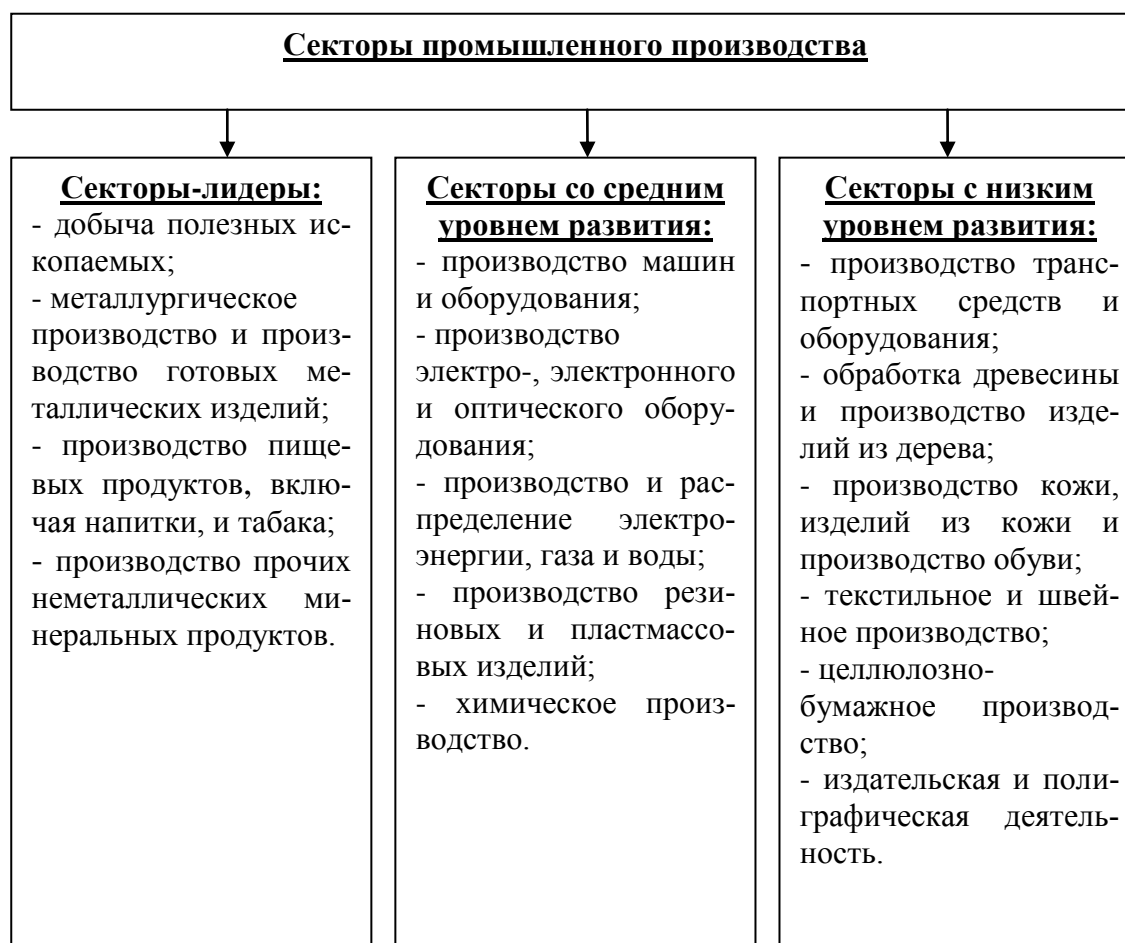 Секторы промышленного производства
Секторы-лидеры:
- добыча полезных ис-
копаемых;
- металлургическое
производство и произ-
водство готовых ме-
таллических изделий;
- производство пище-
вых продуктов, вклю-
чая напитки, и табака;
- производство прочих
неметаллических ми-
неральных продуктов.
Секторы со средним
уровнем развития:
- производство машин
и оборудования;
- производство
электро-, электронного
и оптического обору-
дования;
- производство и рас-
пределение электро-
энергии, газа и воды;
- производство рези-
новых и пластмассо-
вых изделий;
- химическое произ-
водство.
Секторы с низким
уровнем развития:
- производство транс-
портных средств и
оборудования;
- обработка древесины
и производство изде-
лий из дерева;
- производство кожи,
изделий из кожи и
производство обуви;
- текстильное и швей-
ное производство;
- целлюлозно-
бумажное производ-
ство;
- издательская и поли-
графическая деятель-
ность.